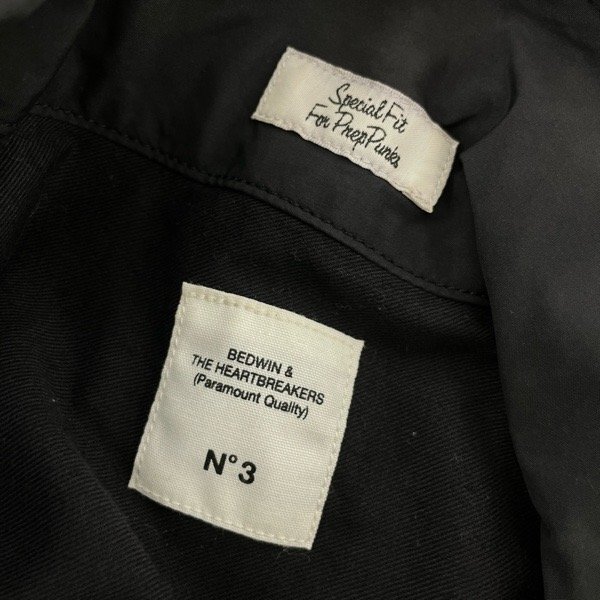 Special Fit
For PrepPunks
BEDWIN &
THE HEARTBREAKERS
(Paramount Quality)
N°3